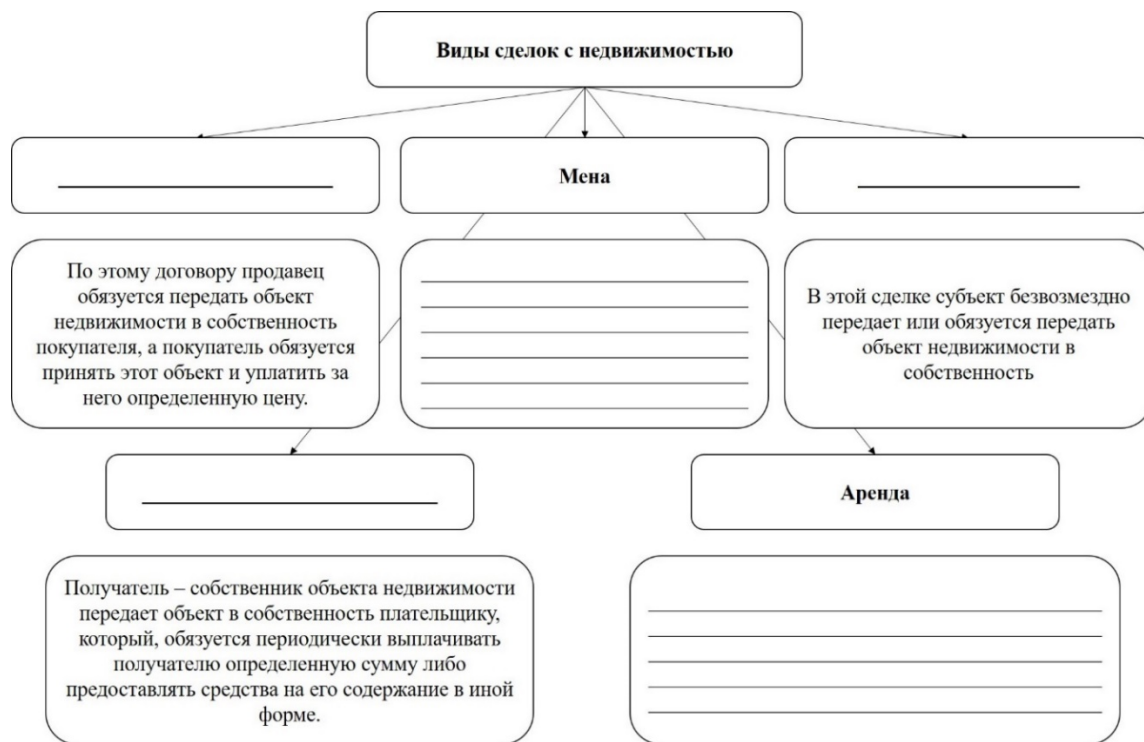 Виды сделок с недвижимостью
Мена
По этому договору продавец
обязуется передать объект
недвижимости в собственность
покупателя, а покупатель обязуется
принять этот объект и уплатить за
него определенную цену.
В этой сделке субъект безвозмездно
передает или обязуется передать
объект недвижимости в
собственность
Аренда
Получатель – собственник объекта недвижимости
передает объект в собственность плательщику,
который, обязуется периодически выплачивать
получателю определенную сумму либо
предоставлять средства на его содержание в иной
форме.